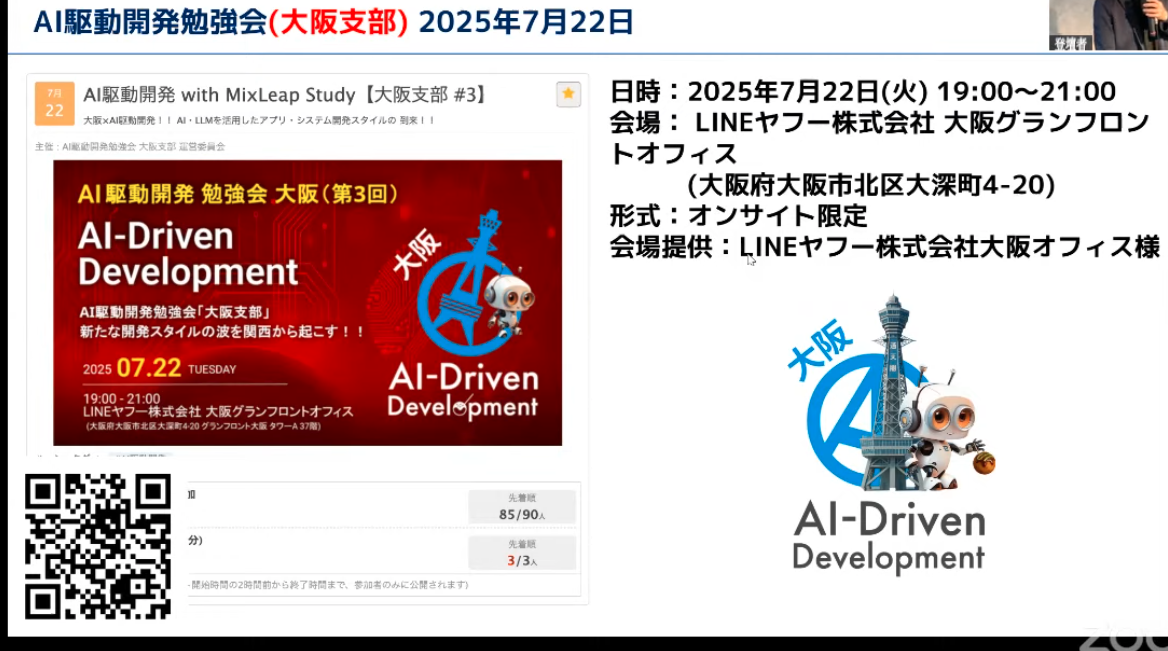 AI駆動開発勉強会(大阪支部) 2025年7月22日
登壇者
7月
22
AI駆動開発 with MixLeap Study【大阪支部 #3】
大阪×AI駆動開発!! AI・LLMを活用したアプリ・システム開発スタイルの 到来!!
主催:AI駆動開発勉強会 大阪支部 運営委員会
AI駆動開発 勉強会 大阪(第3回)
AI-Driven
Development
AI駆動開発勉強会「大阪支部」
新たな開発スタイルの波を関西から起こす!!
2025 07.22 TUESDAY
19:00 - 21:00
LINEヤフー株式会社 大阪グランフロントオフィス
(大阪府大阪市北区大深町4-20 グランフロント大阪 タワーA 37階)
大阪
AI-Driven
Development
加
先着順
85/90人
分)
先着順
3/3人
開始時間の2時間前から終了時間まで、参加者のみに公開されます)
日時:2025年7月22日(火) 19:00〜21:00
会場: LINEヤフー株式会社 大阪グランフロン
トオフィス
(大阪府大阪市北区大深町4-20)
形式:オンサイト限定
会場提供:LINEヤフー株式会社大阪オフィス様
大阪
通天閣
AI-Driven
Development